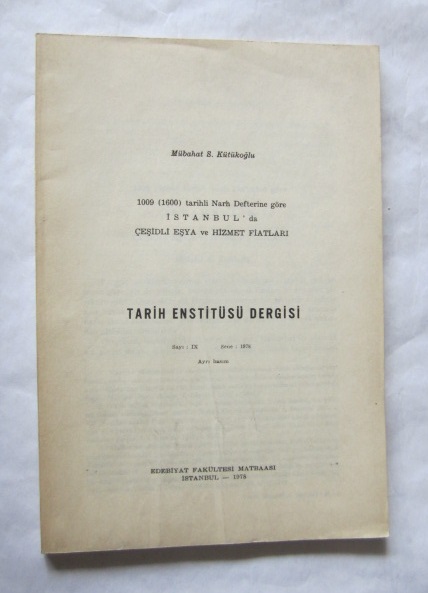 Mübahat S. Kütükoğlu
1009 (1600) tarihli Narh Defterine göre
İSTANBUL'da
ÇEŞİDLİ EŞYA ve HİZMET FİATLARI
TARİH ENSTİTÜSÜ DERGİSİ
Sayı : IX Sene : 1978
Ayrı basım
EDEBİYAT FAKÜLTESİ MATBAASI
İSTANBUL — 1978